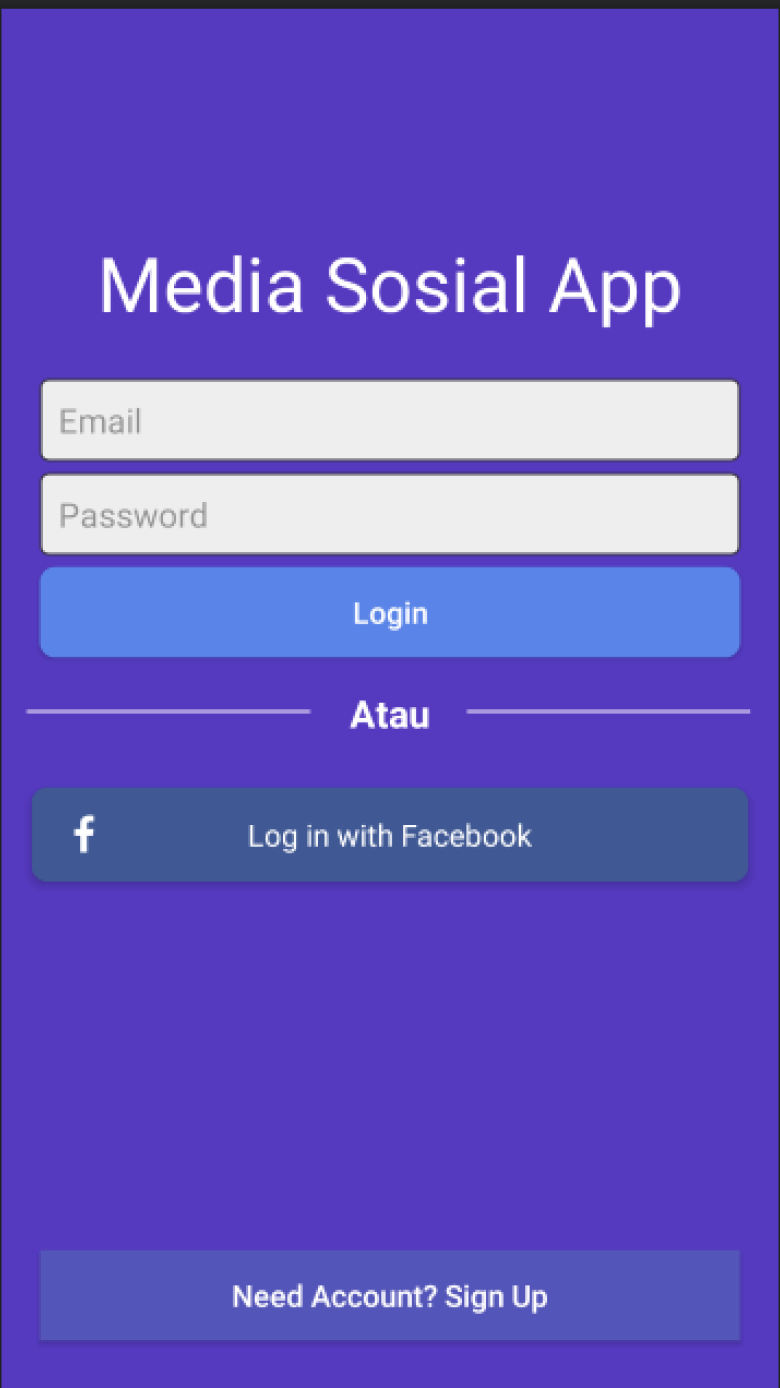 Media Sosial App
Email
Password
Login
Atau
Log in with Facebook
Need Account? Sign Up